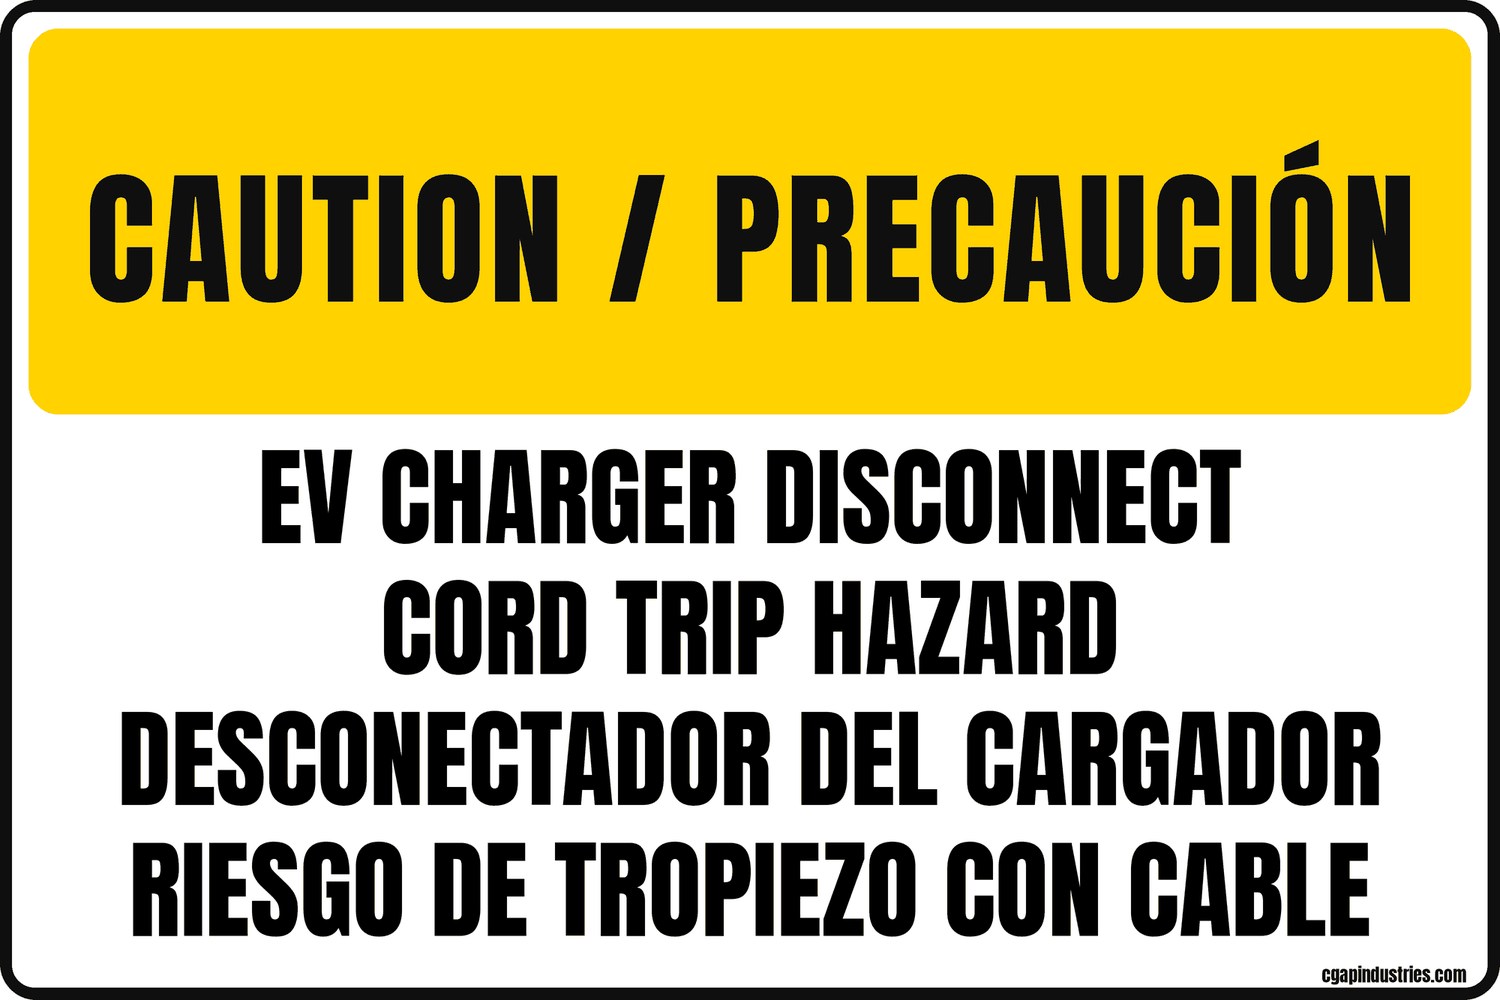 CAUTION / PRECAUCIÓN
EV CHARGER DISCONNECT
CORD TRIP HAZARD
DESCONECTADOR DEL CARGADOR
RIESGO DE TROPIEZO CON CABLE
cgapindustries.com